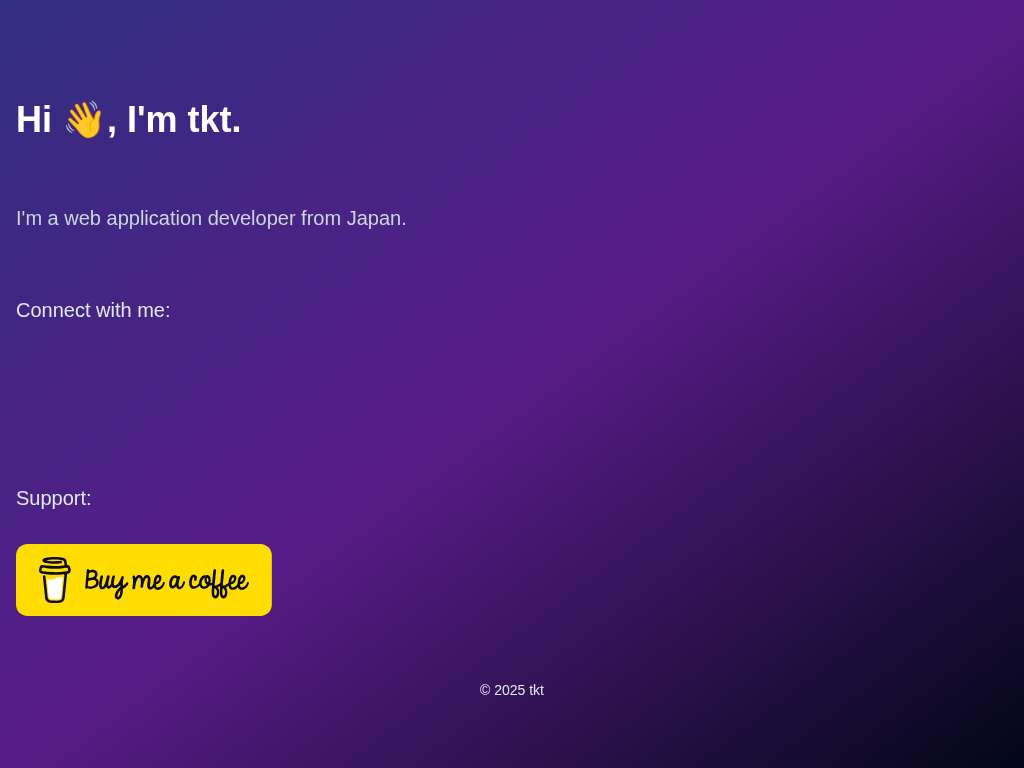 Hi 👋, I'm tkt.
I'm a web application developer from Japan.
Connect with me:
Support:
Buy me a coffee
© 2025 tkt